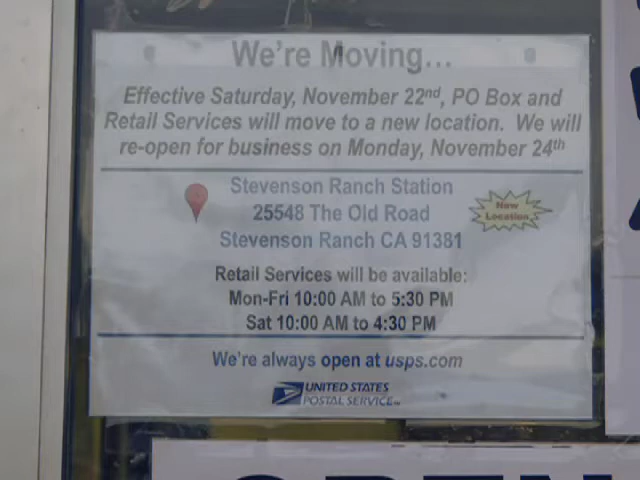 We're Moving...
Effective Saturday, November 22nd, PO Box and
Retail Services will move to a new location. We will
re-open for business on Monday, November 24th
Stevenson Ranch Station
25548 The Old Road
Stevenson Ranch CA 91381
New
Location
Retail Services will be available:
Mon-Fri 10:00 AM to 5:30 PM
Sat 10:00 AM to 4:30 PM
We're always open at usps.com
UNITED STATES
POSTAL SERVICE